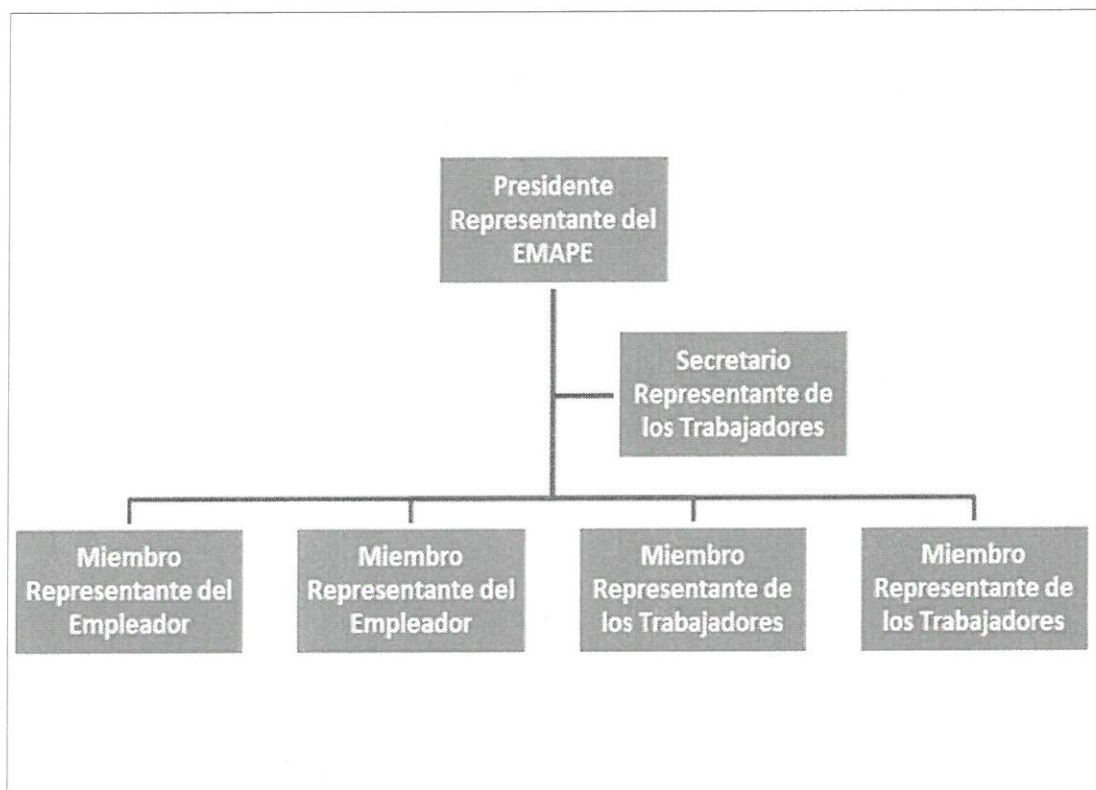 Presidente
Representante del
EMAPE
Secretario
Representante de
los Trabajadores
Miembro
Representante del
Empleador
Miembro
Representante del
Empleador
Miembro
Representante de
los Trabajadores
Miembro
Representante de
los Trabajadores